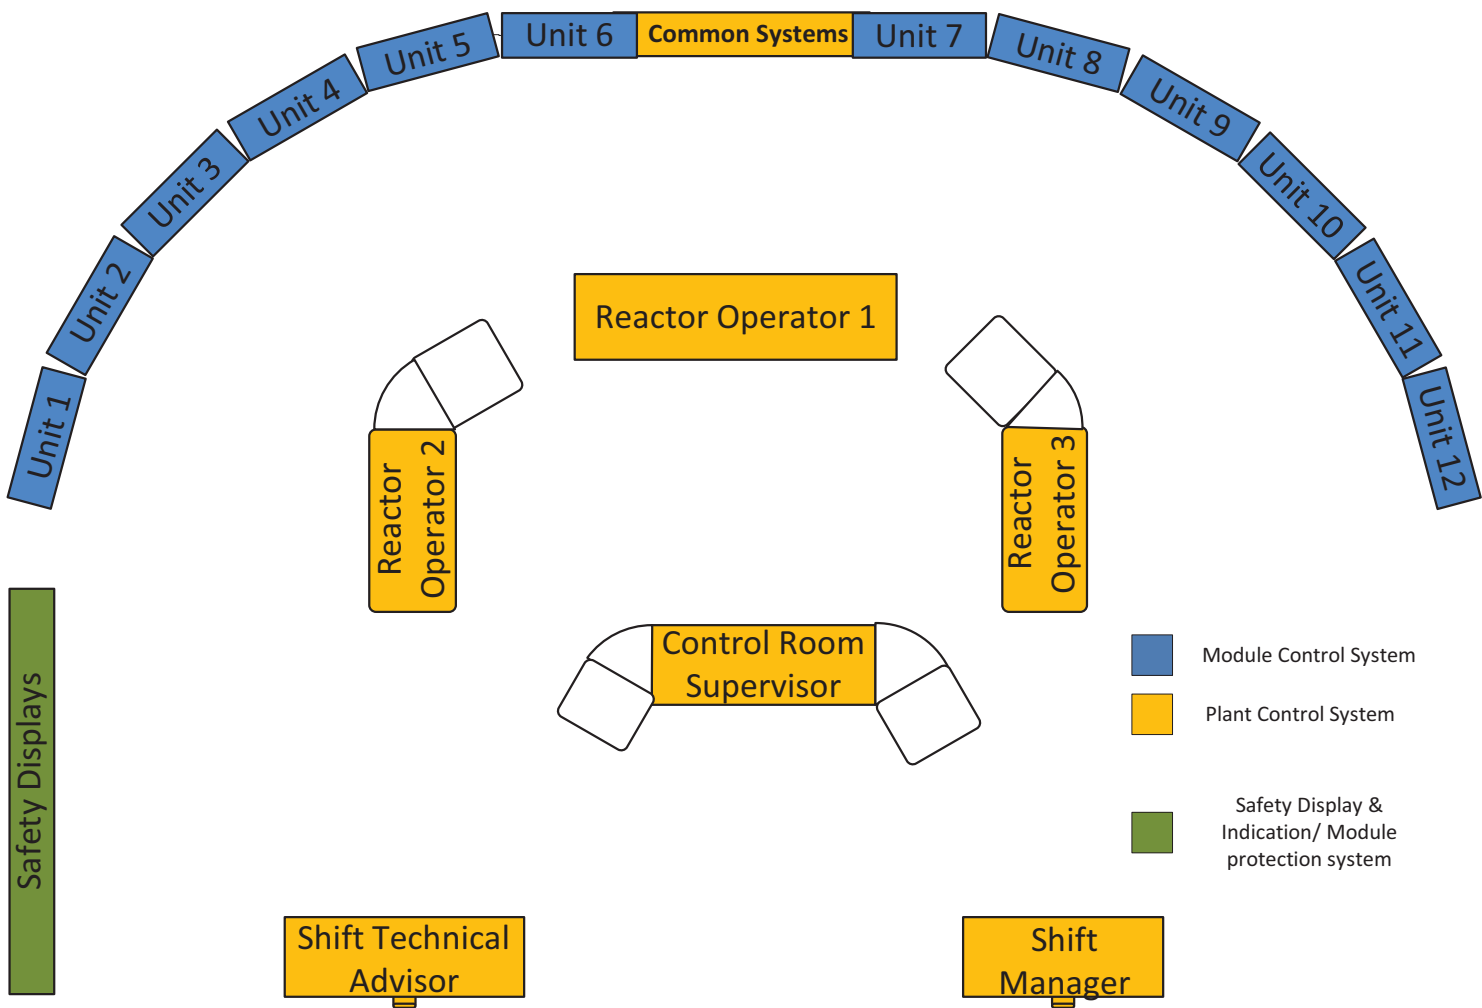 Unit 1
Unit 2
Unit 3
Unit 4
Unit 5
Unit 6
Common Systems
Unit 7
Unit 8
Unit 9
Unit 10
Unit 11
Unit 12
Reactor Operator 1
Reactor
Operator 2
Reactor
Operator 3
Control Room
Supervisor
Safety Displays
Shift Technical
Advisor
Shift
Manager
Module Control System
Plant Control System
Safety Display &
Indication/ Module
protection system